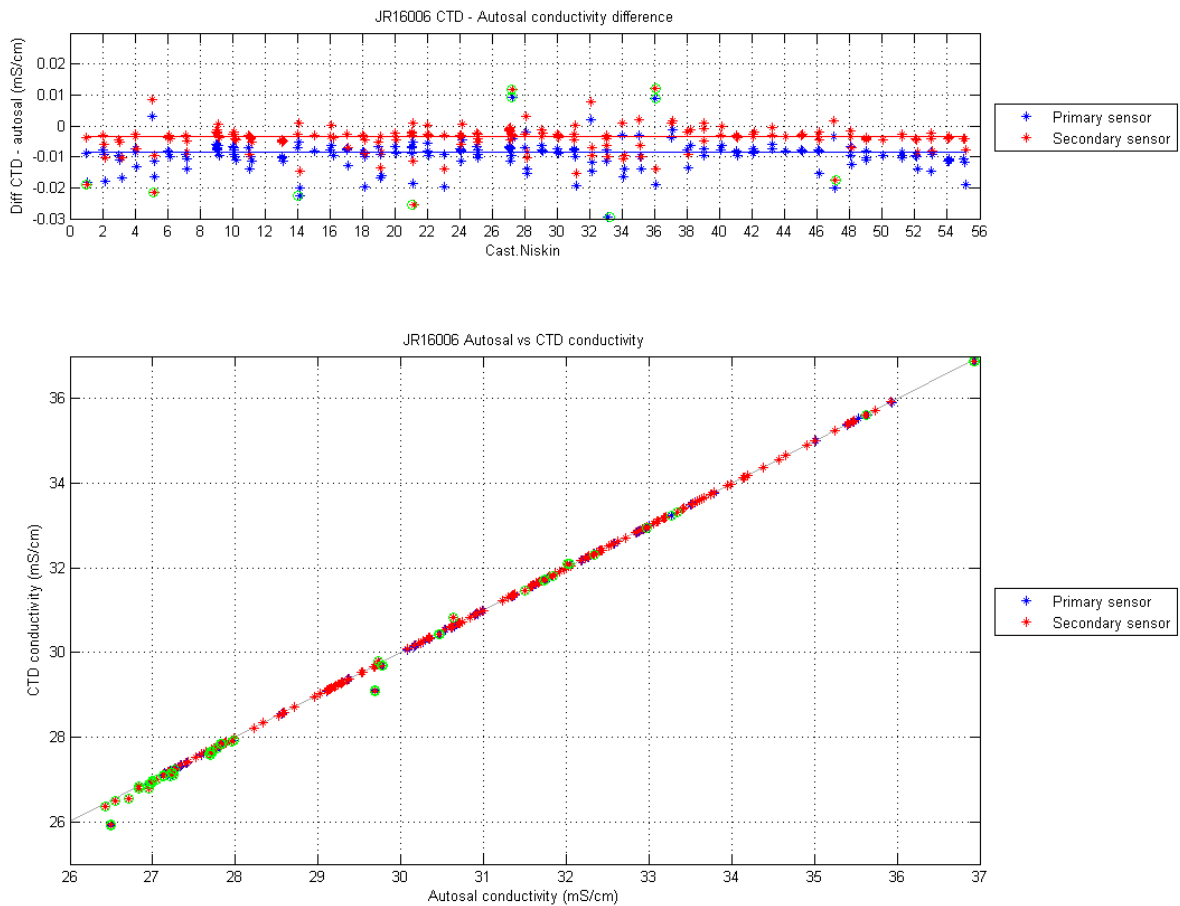 JR16006 CTD - Autosal conductivity difference
Diff CTD - autosal (mS/cm)
0.02
0.01
0
-0.01
-0.02
-0.03
0 2 4 6 8 10 12 14 16 18 20 22 24 26 28 30 32 34 36 38 40 42 44 46 48 50 52 54 56
Cast.Niskin
Primary sensor
Secondary sensor
JR16006 Autosal vs CTD conductivity
CTD conductivity (mS/cm)
36
34
32
30
28
26
26 27 28 29 30 31 32 33 34 35 36 37
Autosal conductivity (mS/cm)
Primary sensor
Secondary sensor